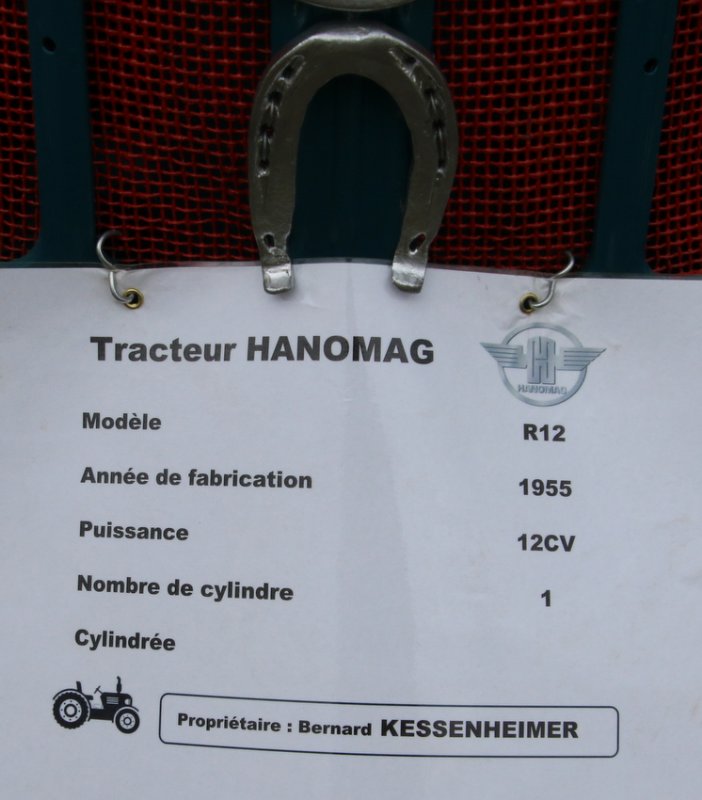 Tracteur HANOMAG
HANOMAG
Modèle R12
Année de fabrication 1955
Puissance 12CV
Nombre de cylindre 1
Cylindrée
Propriétaire : Bernard KESSENHEIMER